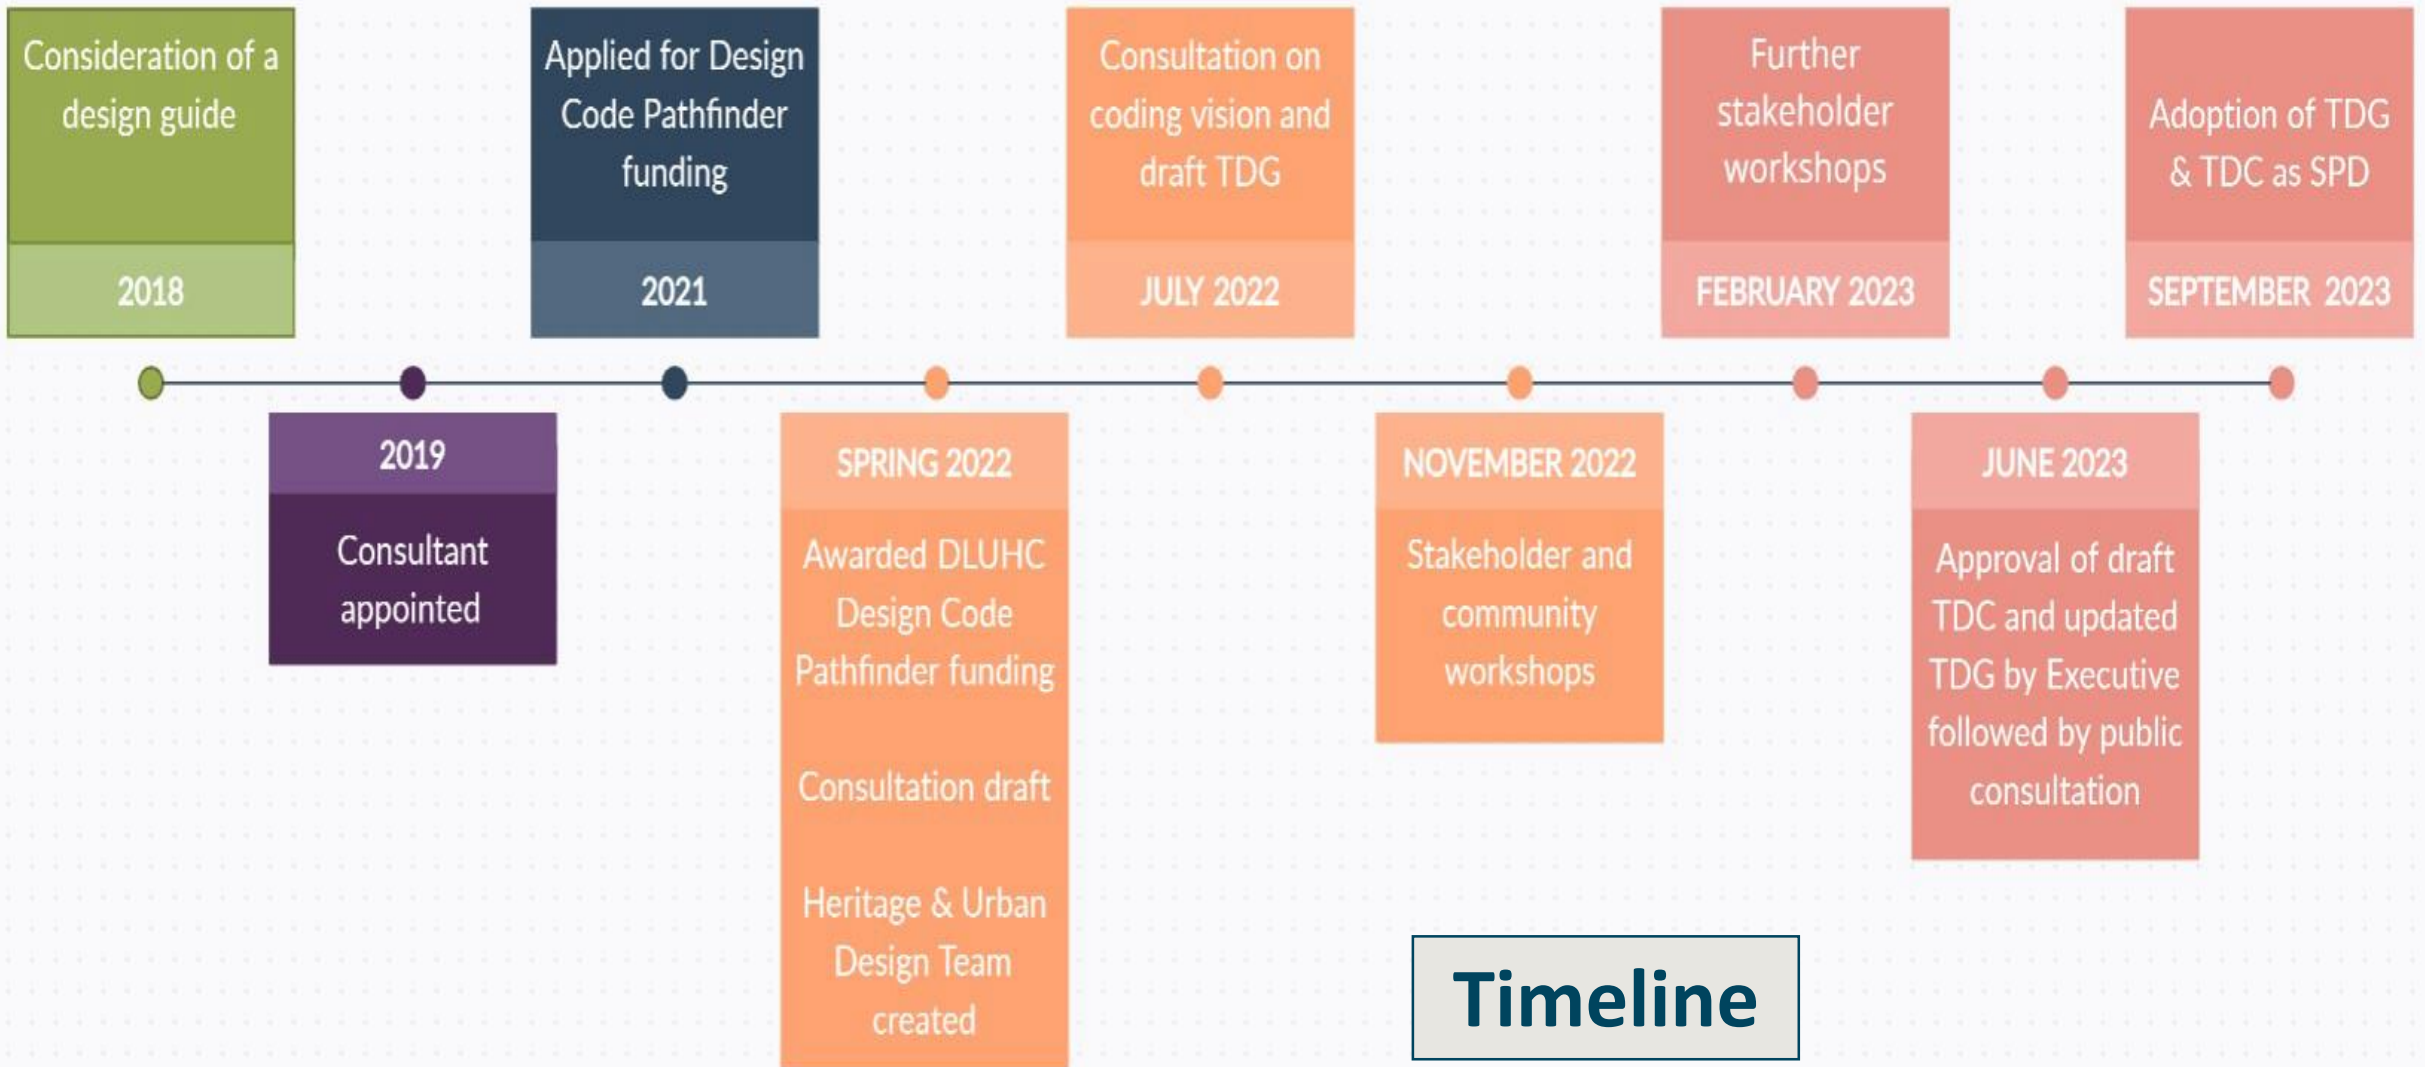 Consideration of a
design guide
2018
2019
Consultant
appointed
Applied for Design
Code Pathfinder
funding
2021
SPRING 2022
Awarded DLUHC
Design Code
Pathfinder funding
Consultation draft
Heritage & Urban
Design Team
created
Consultation on
coding vision and
draft TDG
JULY 2022
NOVEMBER 2022
Stakeholder and
community
workshops
Further
stakeholder
workshops
FEBRUARY 2023
JUNE 2023
Approval of draft
TDC and updated
TDG by Executive
followed by public
consultation
Adoption of TDG
& TDC as SPD
SEPTEMBER 2023
Timeline